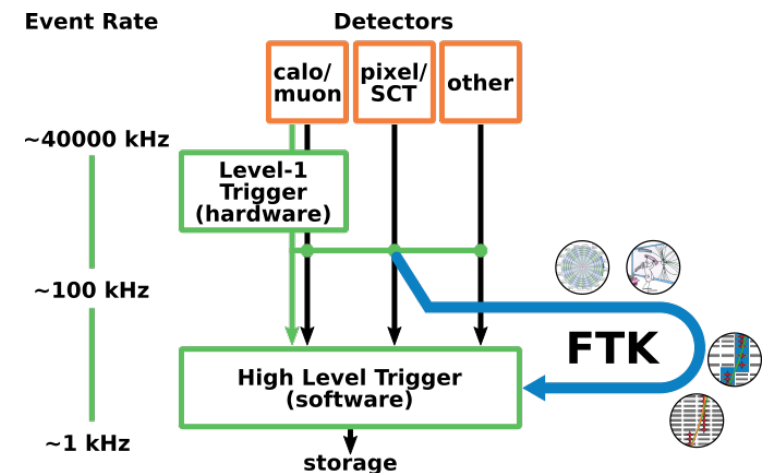 Event Rate
Detectors
calo/
muon
pixel/
SCT
other
~40000 kHz
Level-1
Trigger
(hardware)
~100 kHz
FTK
High Level Trigger
(software)
~1 kHz
storage